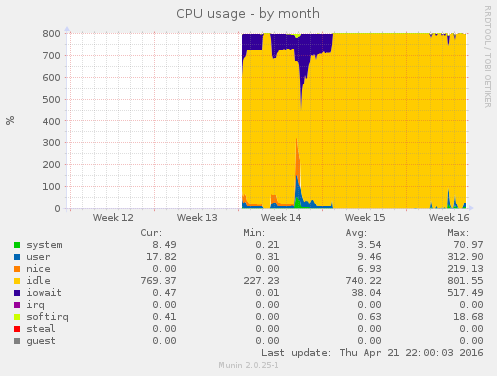 CPU usage - by month
RRDTOOL / TOBI OETIKER
%
800
700
600
500
400
300
200
100
0
Week 12 Week 13 Week 14 Week 15 Week 16
Cur: Min: Avg: Max:
system 8.49 0.21 3.54 70.97
user 17.82 0.31 9.46 312.90
nice 0.00 0.00 6.93 219.13
idle 769.37 227.23 740.22 801.55
iowait 0.47 0.01 38.04 517.49
irq 0.00 0.00 0.00 0.00
softirq 0.41 0.00 0.63 18.68
steal 0.00 0.00 0.00 0.00
guest 0.00 0.00 0.00 0.00
Last update: Thu Apr 21 22:00:03 2016
Munin 2.0.25-1